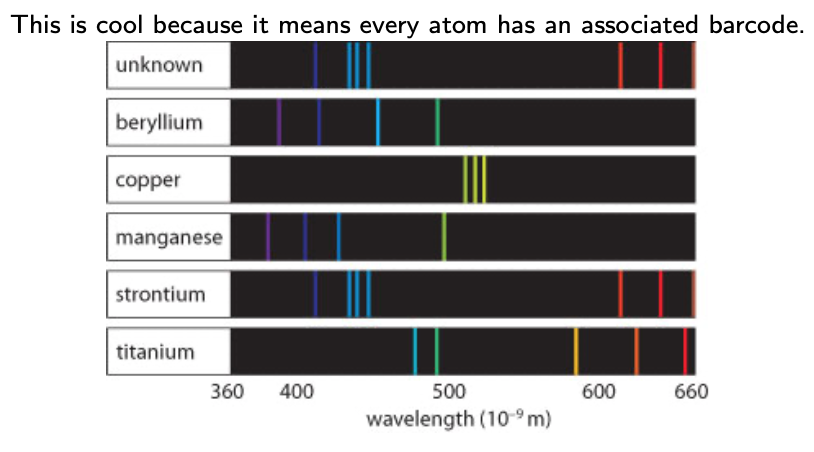 This is cool because it means every atom has an associated barcode.
unknown
beryllium
copper
manganese
strontium
titanium
360 400 500 600 660
wavelength (10⁻⁹ m)